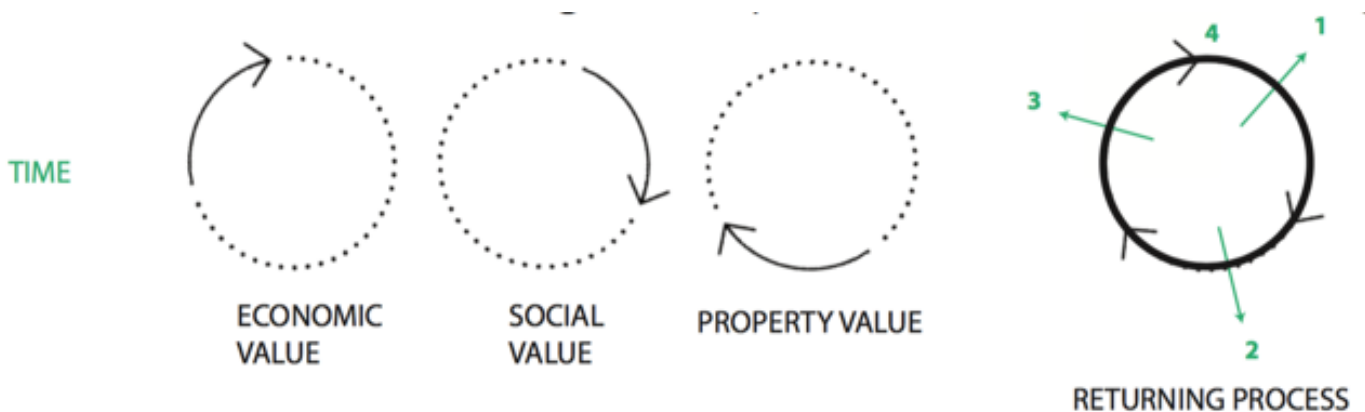 4
1
3
TIME
ECONOMIC
VALUE
SOCIAL
VALUE
PROPERTY VALUE
2
RETURNING PROCESS